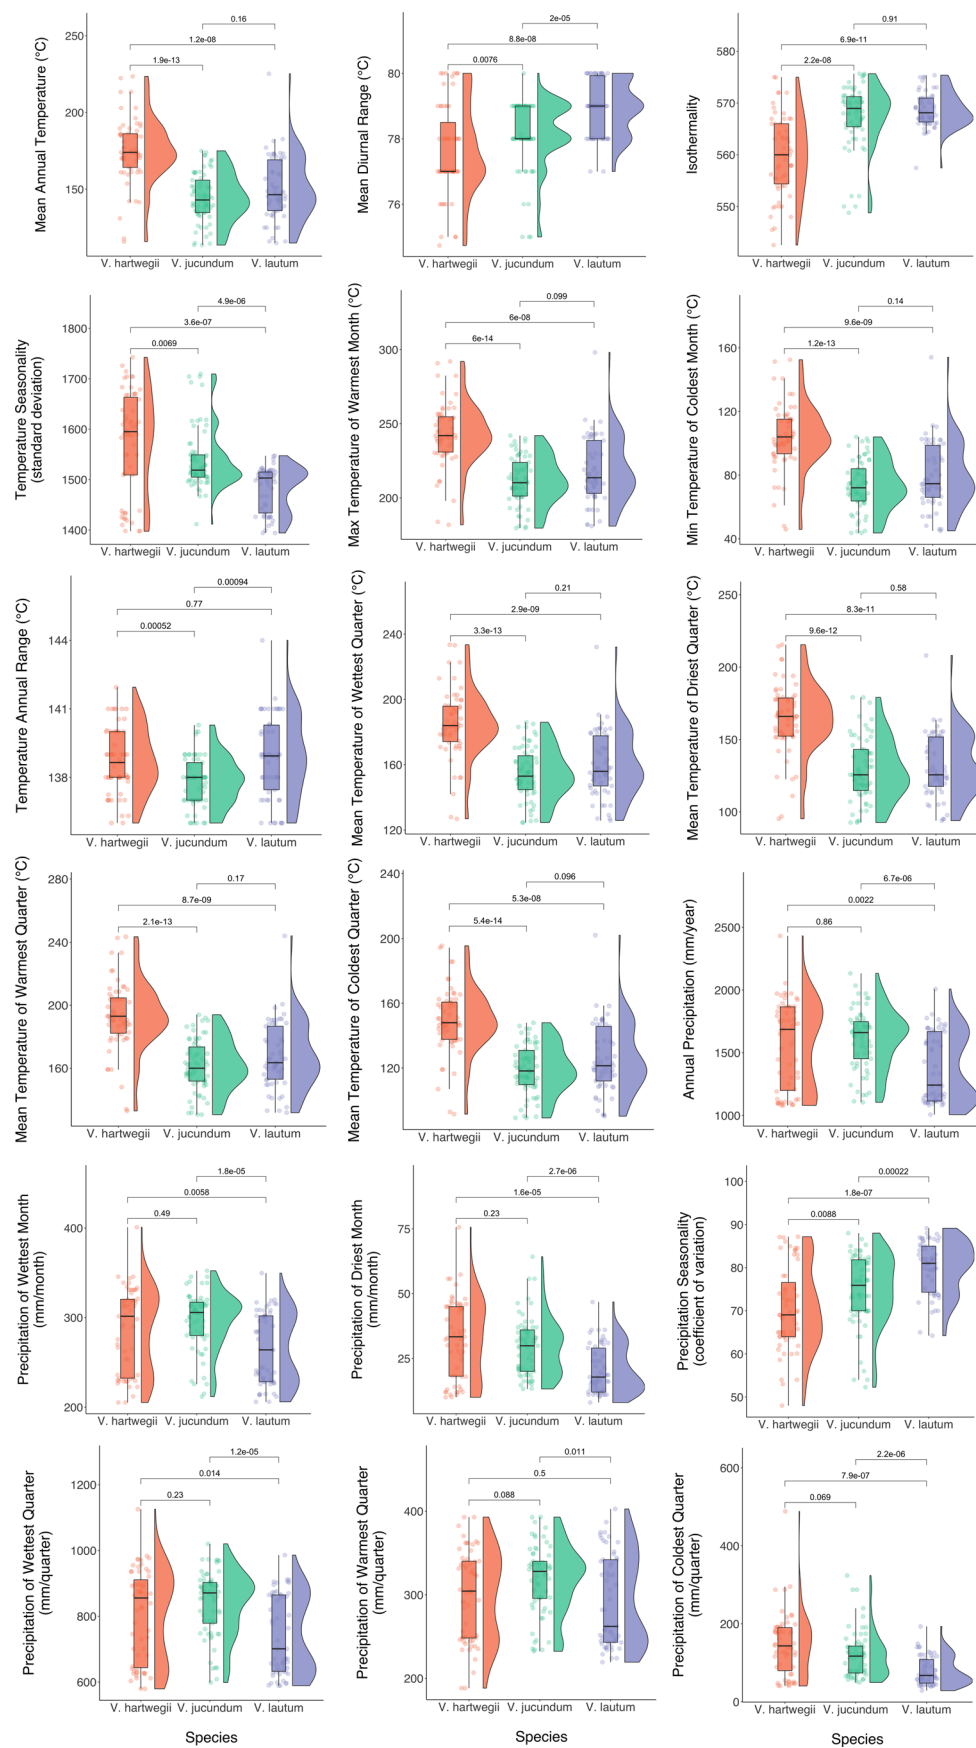 Mean Annual Temperature (°C)
250
200
150
0.16
1.2e-08
1.9e-13
V. hartwegii V. jucundum V. lautum
Mean Diurnal Range (°C)
80
78
76
2e-05
8.8e-08
0.0076
V. hartwegii V. jucundum V. lautum
Isothermality
580
570
560
550
0.91
6.9e-11
2.2e-08
V. hartwegii V. jucundum V. lautum
Temperature Seasonality
(standard deviation)
1800
1700
1600
1500
1400
4.9e-06
3.6e-07
0.0069
V. hartwegii V. jucundum V. lautum
Max Temperature of Warmest Month (°C)
300
250
200
0.099
6e-08
6e-14
V. hartwegii V. jucundum V. lautum
Min Temperature of Coldest Month (°C)
160
120
80
40
0.14
9.6e-09
1.2e-13
V. hartwegii V. jucundum V. lautum
Temperature Annual Range (°C)
144
141
138
0.00094
0.77
0.00052
V. hartwegii V. jucundum V. lautum
Mean Temperature of Wettest Quarter (°C)
240
200
160
120
0.21
2.9e-09
3.3e-13
V. hartwegii V. jucundum V. lautum
Mean Temperature of Driest Quarter (°C)
200
150
100
0.58
8.3e-11
9.6e-12
V. hartwegii V. jucundum V. lautum
Mean Temperature of Warmest Quarter (°C)
280
240
200
160
0.17
8.7e-09
2.1e-13
V. hartwegii V. jucundum V. lautum
Mean Temperature of Coldest Quarter (°C)
240
200
160
120
0.096
5.3e-08
5.4e-14
V. hartwegii V. jucundum V. lautum
Annual Precipitation (mm/year)
2500
2000
1500
1000
6.7e-06
0.0022
0.86
V. hartwegii V. jucundum V. lautum
Precipitation of Wettest Month
(mm/month)
400
300
200
1.8e-05
0.0058
0.49
V. hartwegii V. jucundum V. lautum
Precipitation of Driest Month
(mm/month)
75
50
25
2.7e-06
1.6e-05
0.23
V. hartwegii V. jucundum V. lautum
Precipitation Seasonality
(coefficient of variation)
100
90
80
70
60
50
0.00022
1.8e-07
0.0088
V. hartwegii V. jucundum V. lautum
Precipitation of Wettest Quarter
(mm/quarter)
1200
1000
800
600
1.2e-05
0.014
0.23
V. hartwegii V. jucundum V. lautum
Species
Precipitation of Warmest Quarter
(mm/quarter)
400
300
200
0.011
0.5
0.088
V. hartwegii V. jucundum V. lautum
Species
Precipitation of Coldest Quarter
(mm/quarter)
600
400
200
0
2.2e-06
7.9e-07
0.069
V. hartwegii V. jucundum V. lautum
Species